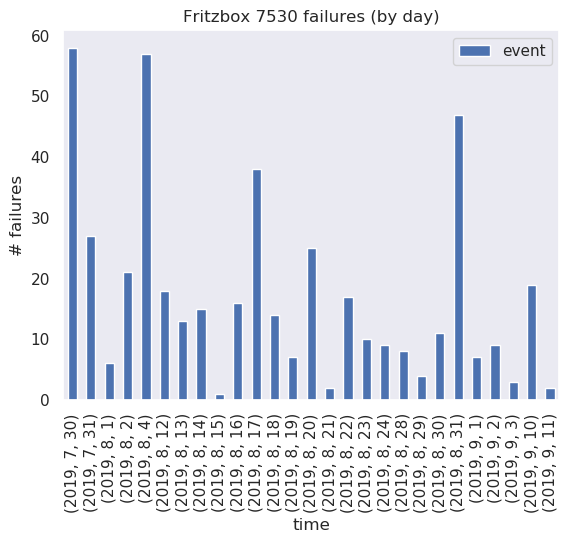 Fritzbox 7530 failures (by day)
event
# failures
60
50
40
30
20
10
0
(2019, 7, 30)
(2019, 7, 31)
(2019, 8, 1)
(2019, 8, 2)
(2019, 8, 4)
(2019, 8, 12)
(2019, 8, 13)
(2019, 8, 14)
(2019, 8, 15)
(2019, 8, 16)
(2019, 8, 17)
(2019, 8, 18)
(2019, 8, 19)
(2019, 8, 20)
(2019, 8, 21)
(2019, 8, 22)
(2019, 8, 23)
(2019, 8, 24)
(2019, 8, 28)
(2019, 8, 29)
(2019, 8, 30)
(2019, 8, 31)
(2019, 9, 1)
(2019, 9, 2)
(2019, 9, 3)
(2019, 9, 10)
(2019, 9, 11)
time